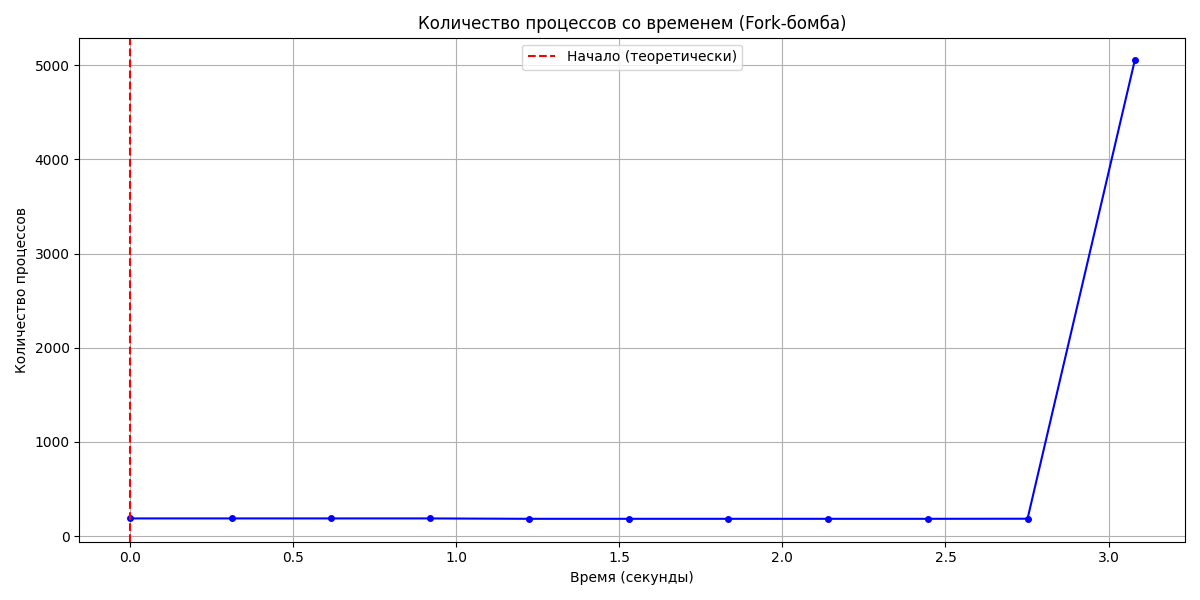 Количество процессов со временем (Fork-бомба)
Начало (теоретически)
Количество процессов
5000
4000
3000
2000
1000
0
0.0 0.5 1.0 1.5 2.0 2.5 3.0
Время (секунды)